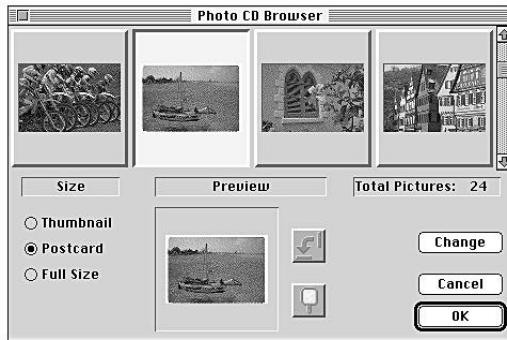 Photo CD Browser
Size
Preview
Total Pictures: 24
Thumbnail
Postcard
Full Size
Change
Cancel
OK